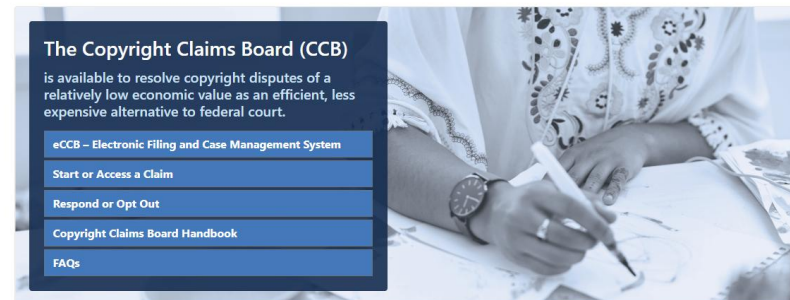 The Copyright Claims Board (CCB)
is available to resolve copyright disputes of a
relatively low economic value as an efficient, less
expensive alternative to federal court.
eCCB – Electronic Filing and Case Management System
Start or Access a Claim
Respond or Opt Out
Copyright Claims Board Handbook
FAQs